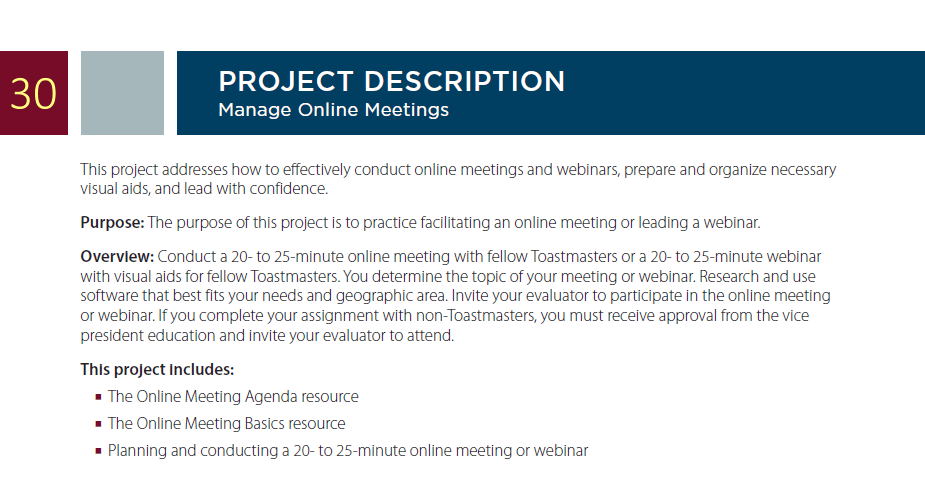 30
PROJECT DESCRIPTION
Manage Online Meetings
This project addresses how to effectively conduct online meetings and webinars, prepare and organize necessary
visual aids, and lead with confidence.
Purpose: The purpose of this project is to practice facilitating an online meeting or leading a webinar.
Overview: Conduct a 20- to 25-minute online meeting with fellow Toastmasters or a 20- to 25-minute webinar
with visual aids for fellow Toastmasters. You determine the topic of your meeting or webinar. Research and use
software that best fits your needs and geographic area. Invite your evaluator to participate in the online meeting
or webinar. If you complete your assignment with non-Toastmasters, you must receive approval from the vice
president education and invite your evaluator to attend.
This project includes:
▪ The Online Meeting Agenda resource
▪ The Online Meeting Basics resource
▪ Planning and conducting a 20- to 25-minute online meeting or webinar